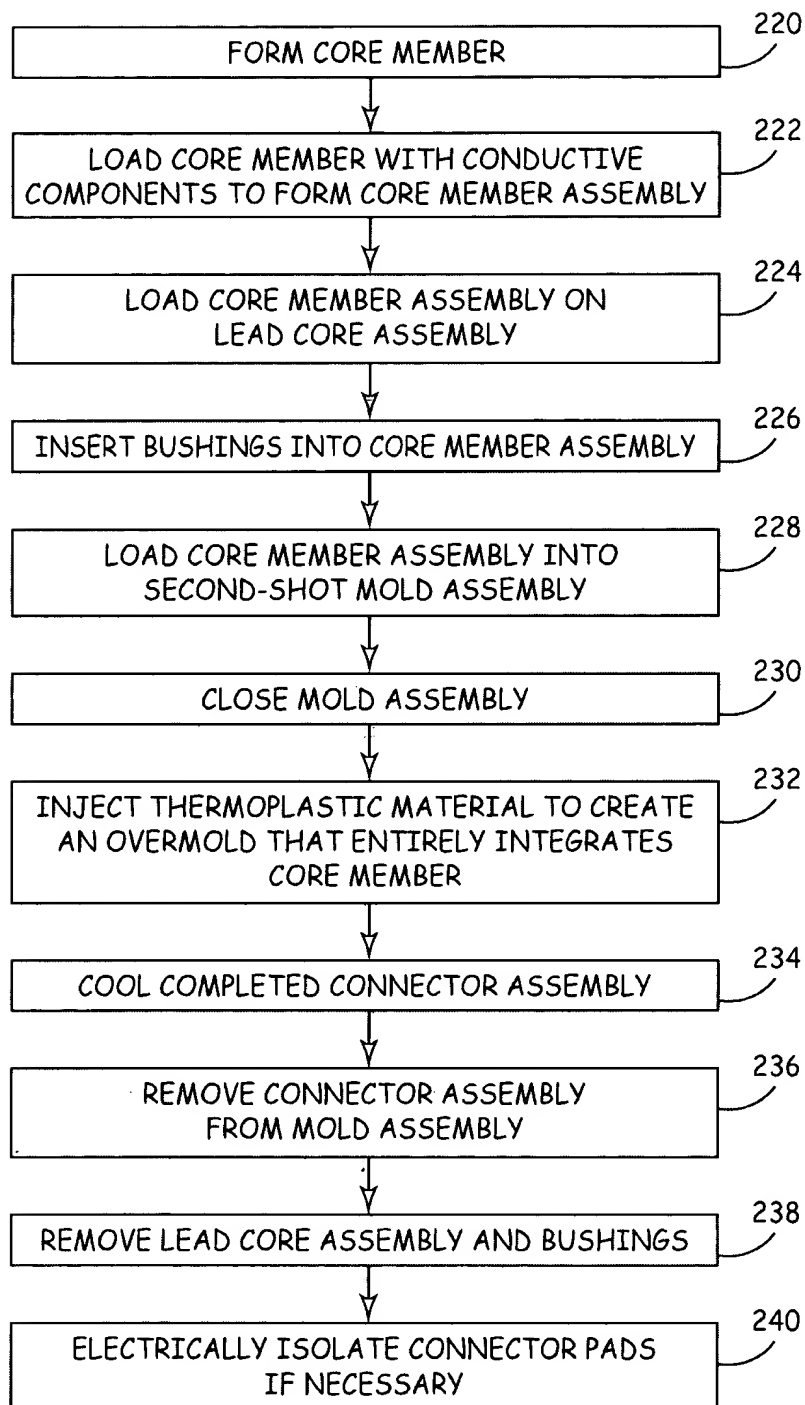 220
FORM CORE MEMBER
222
LOAD CORE MEMBER WITH CONDUCTIVE
COMPONENTS TO FORM CORE MEMBER ASSEMBLY
224
LOAD CORE MEMBER ASSEMBLY ON
LEAD CORE ASSEMBLY
226
INSERT BUSHINGS INTO CORE MEMBER ASSEMBLY
228
LOAD CORE MEMBER ASSEMBLY INTO
SECOND-SHOT MOLD ASSEMBLY
230
CLOSE MOLD ASSEMBLY
232
INJECT THERMOPLASTIC MATERIAL TO CREATE
AN OVERMOLD THAT ENTIRELY INTEGRATES
CORE MEMBER
234
COOL COMPLETED CONNECTOR ASSEMBLY
236
REMOVE CONNECTOR ASSEMBLY
FROM MOLD ASSEMBLY
238
REMOVE LEAD CORE ASSEMBLY AND BUSHINGS
240
ELECTRICALLY ISOLATE CONNECTOR PADS
IF NECESSARY